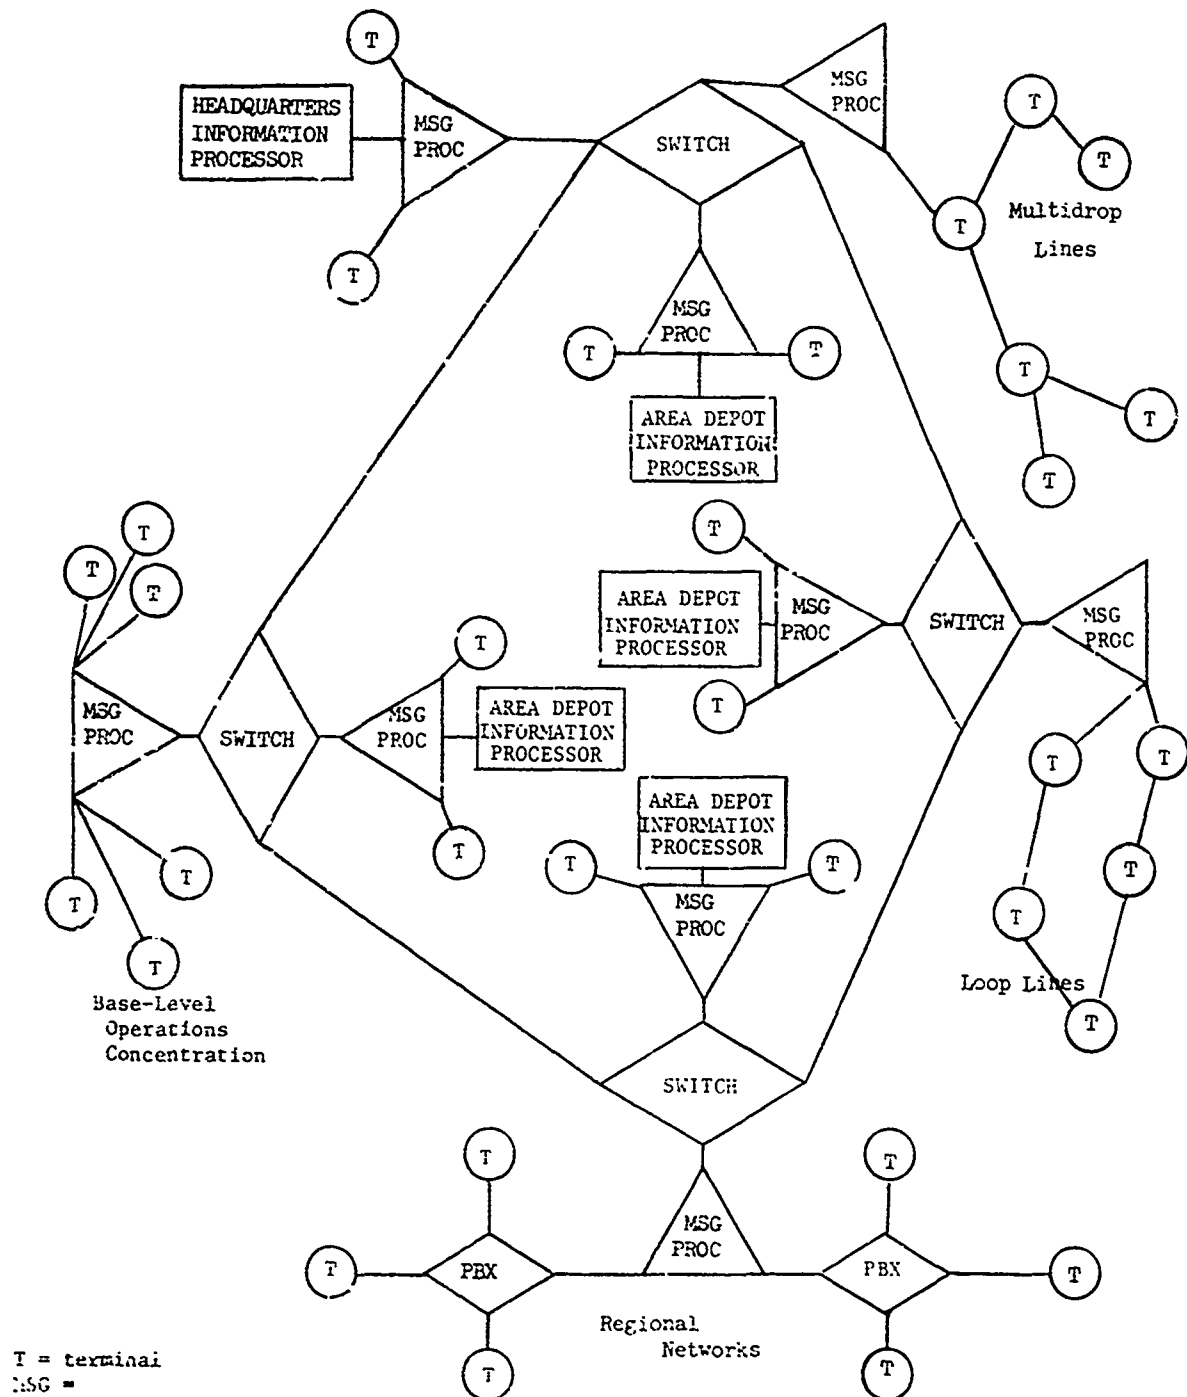 T
HEADQUARTERS
INFORMATION
PROCESSOR
MSG
PROC
T
SWITCH
MSG
PROC
T
T
T
Multidrop
Lines
T
T
T
MSG
PROC
T
T
AREA DEPOT
INFORMATION
PROCESSOR
T
T
T
MSG
PROC
SWITCH
MSG
PROC
T
AREA DEPOT
INFORMATION
PROCESSOR
T
T
T
T
T
T
Base-Level
Operations
Concentration
T
AREA DEPOT
INFORMATION
PROCESSOR
T
MSG
PROC
SWITCH
MSG
PROC
T
T
T
T
T
T
Loop Lines
AREA DEPOT
INFORMATION
PROCESSOR
T
T
MSG
PROC
SWITCH
MSG
PROC
T
T
PBX
T
T
PBX
T
T
Regional
Networks
T = terminal
MSG =